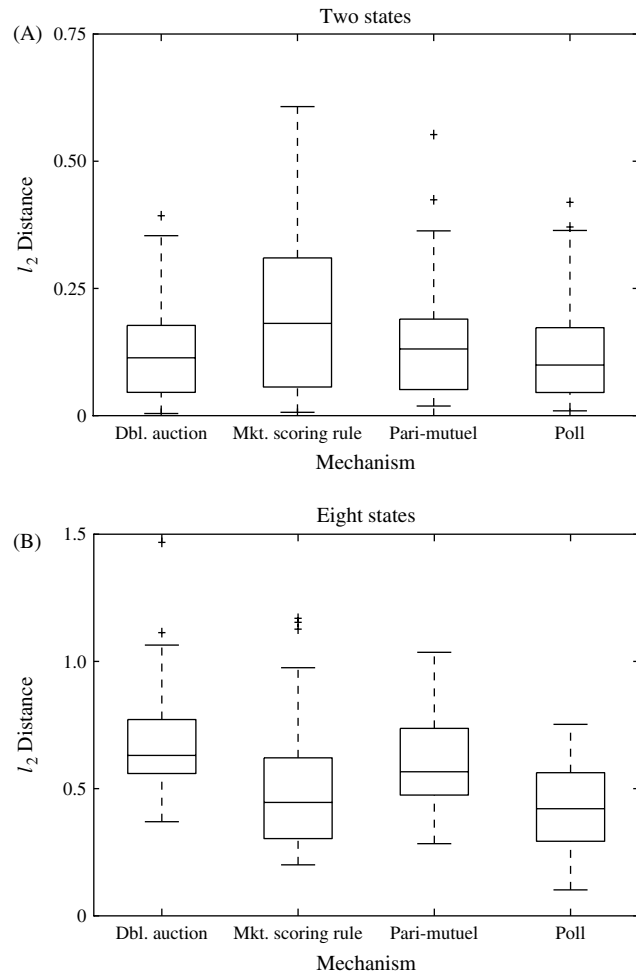 (A)
Two states
0.75
0.50
0.25
0
l₂ Distance
Dbl. auction Mkt. scoring rule Pari-mutuel Poll
Mechanism
(B)
Eight states
1.5
1.0
0.5
0
l₂ Distance
Dbl. auction Mkt. scoring rule Pari-mutuel Poll
Mechanism